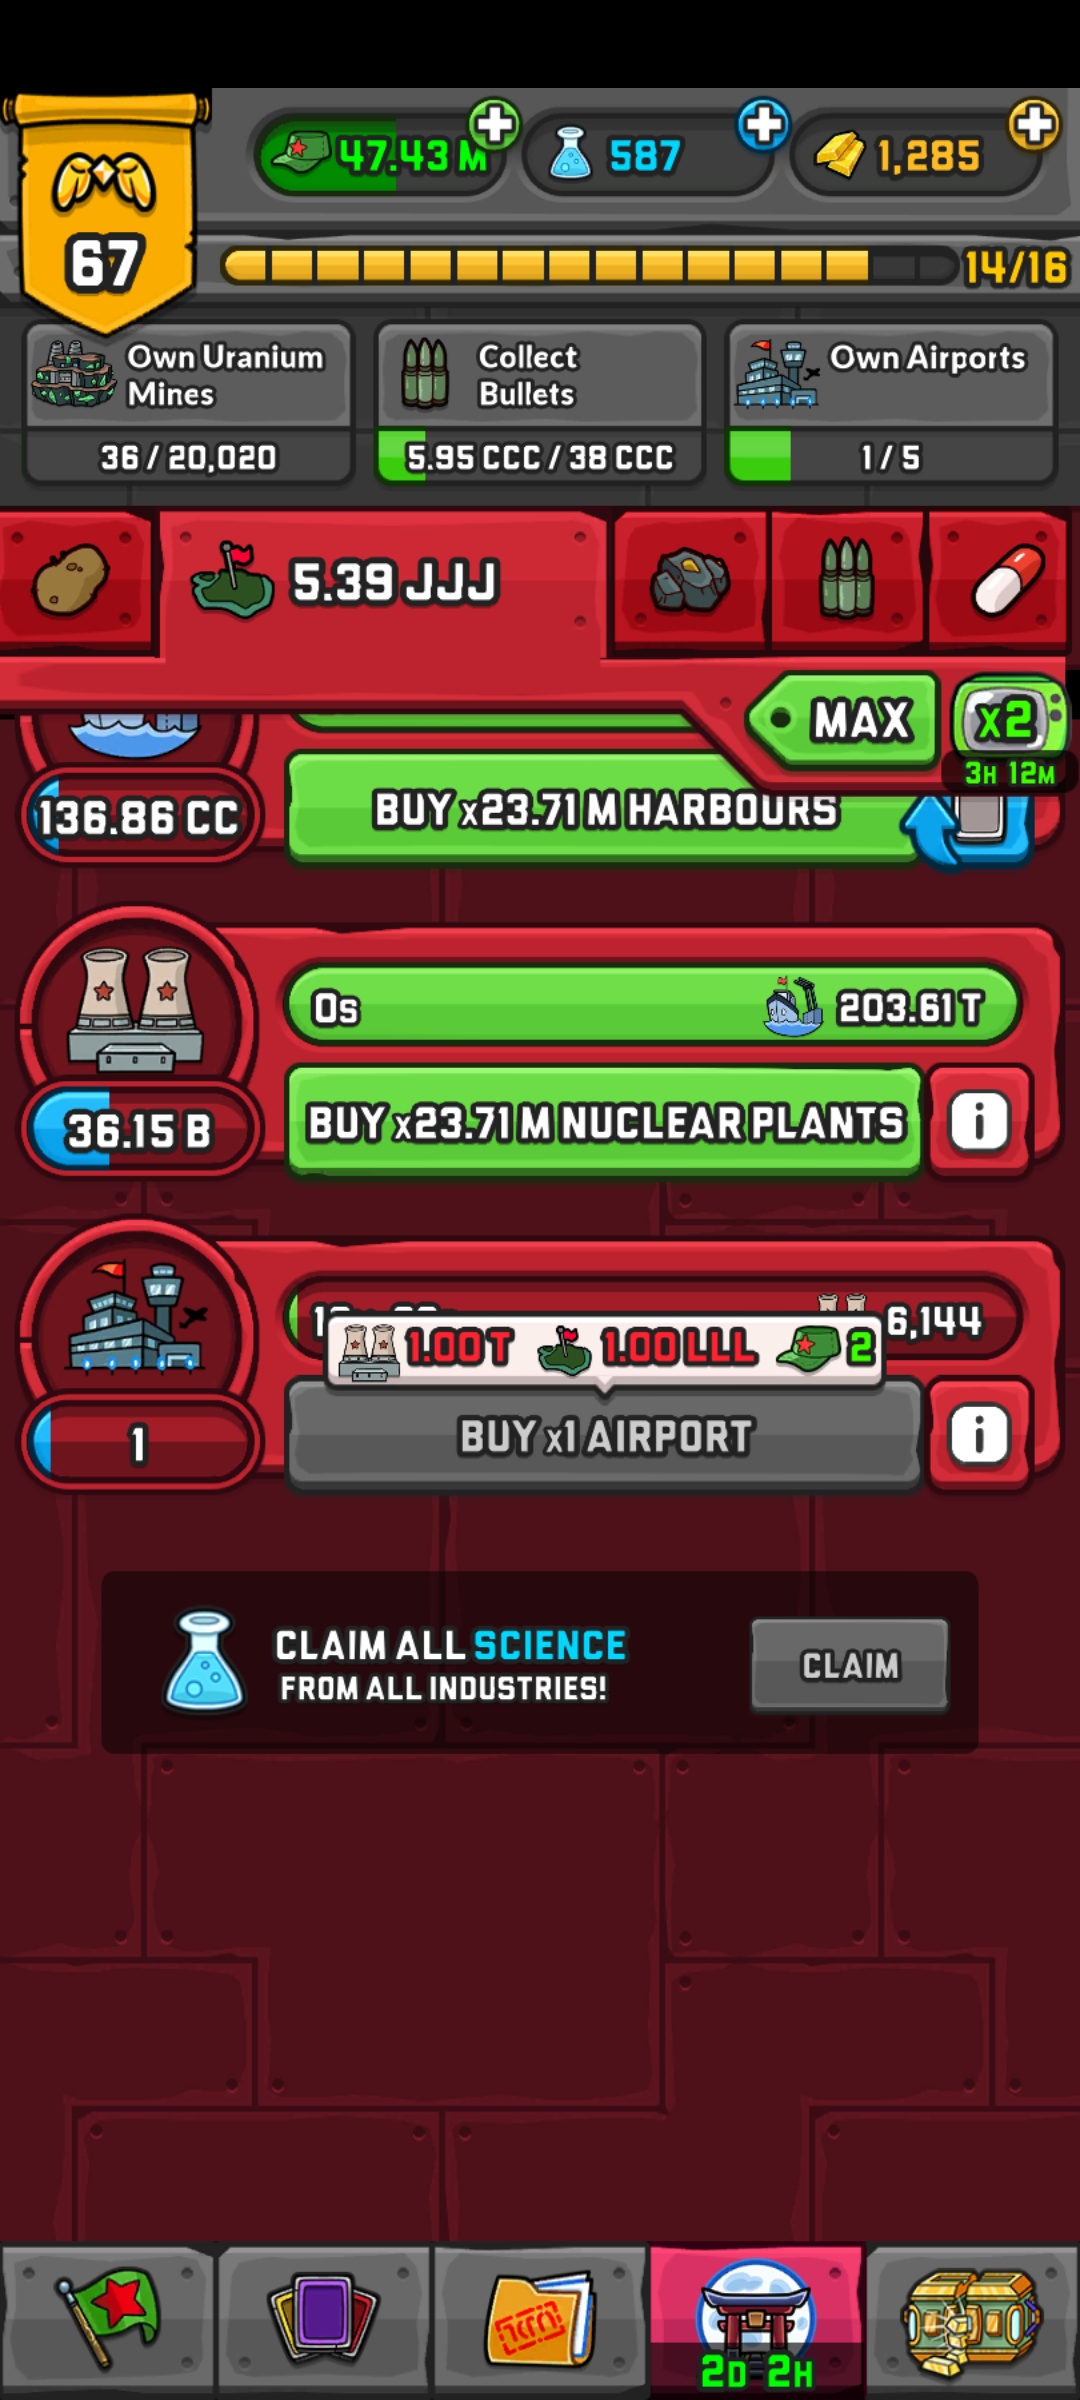 47.43 M
587
1,285
67
14/16
Own Uranium
Mines
36 / 20,020
Collect
Bullets
5.95 CCC / 38 CCC
Own Airports
1 / 5
5.39 JJJ
MAX
x2
3H 12M
136.86 CC
BUY x23.71 M HARBOURS
0s
203.61 T
36.15 B
BUY x23.71 M NUCLEAR PLANTS
i
6,144
1.00 T
1.00 LLL
2
1
BUY x1 AIRPORT
i
CLAIM ALL SCIENCE
FROM ALL INDUSTRIES!
CLAIM
2D 2H